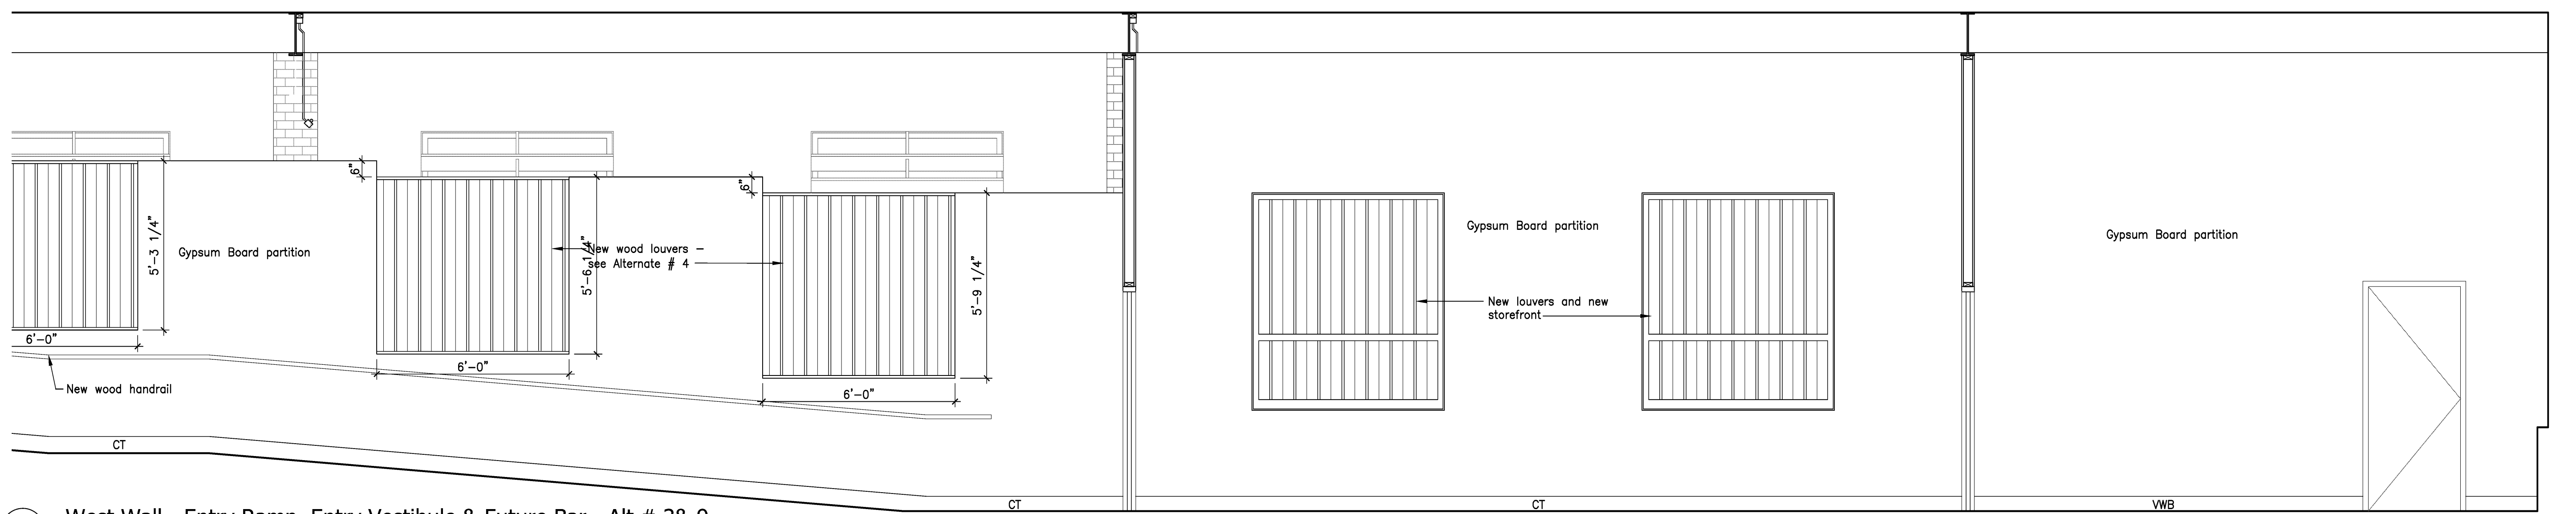 6"
6"
5'-3 1/4"
Gypsum Board partition
5'-6 1/4"
New wood louvers –
see Alternate # 4
5'-9 1/4"
Gypsum Board partition
Gypsum Board partition
New louvers and new
storefront
6'-0"
6'-0"
6'-0"
New wood handrail
CT
CT
CT
VWB